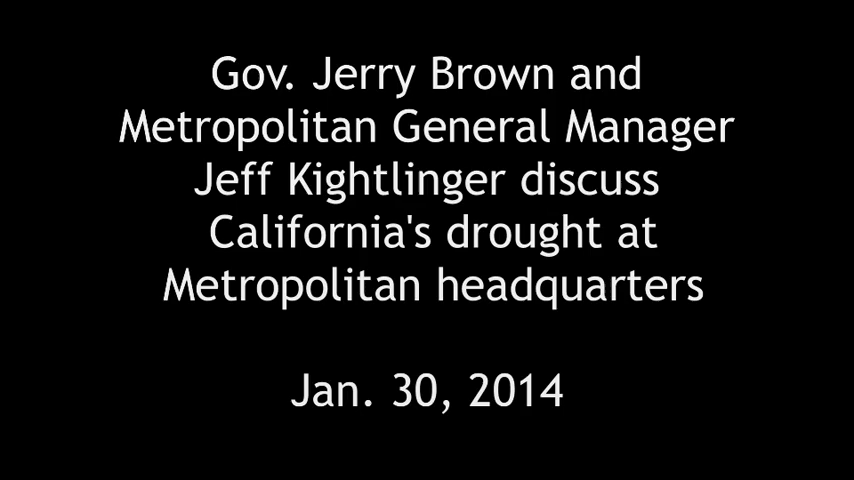 Gov. Jerry Brown and
Metropolitan General Manager
Jeff Kightlinger discuss
California's drought at
Metropolitan headquarters
Jan. 30, 2014